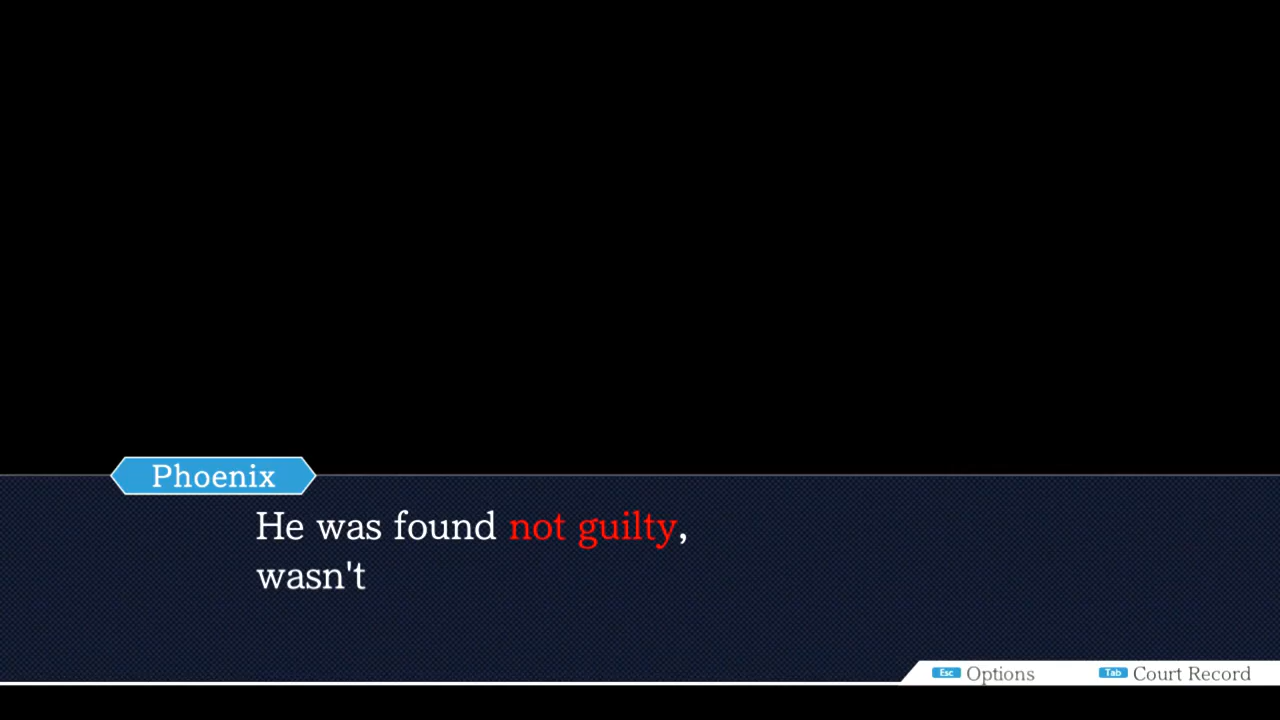 Phoenix
He was found not guilty,
wasn't
Esc Options Tab Court Record